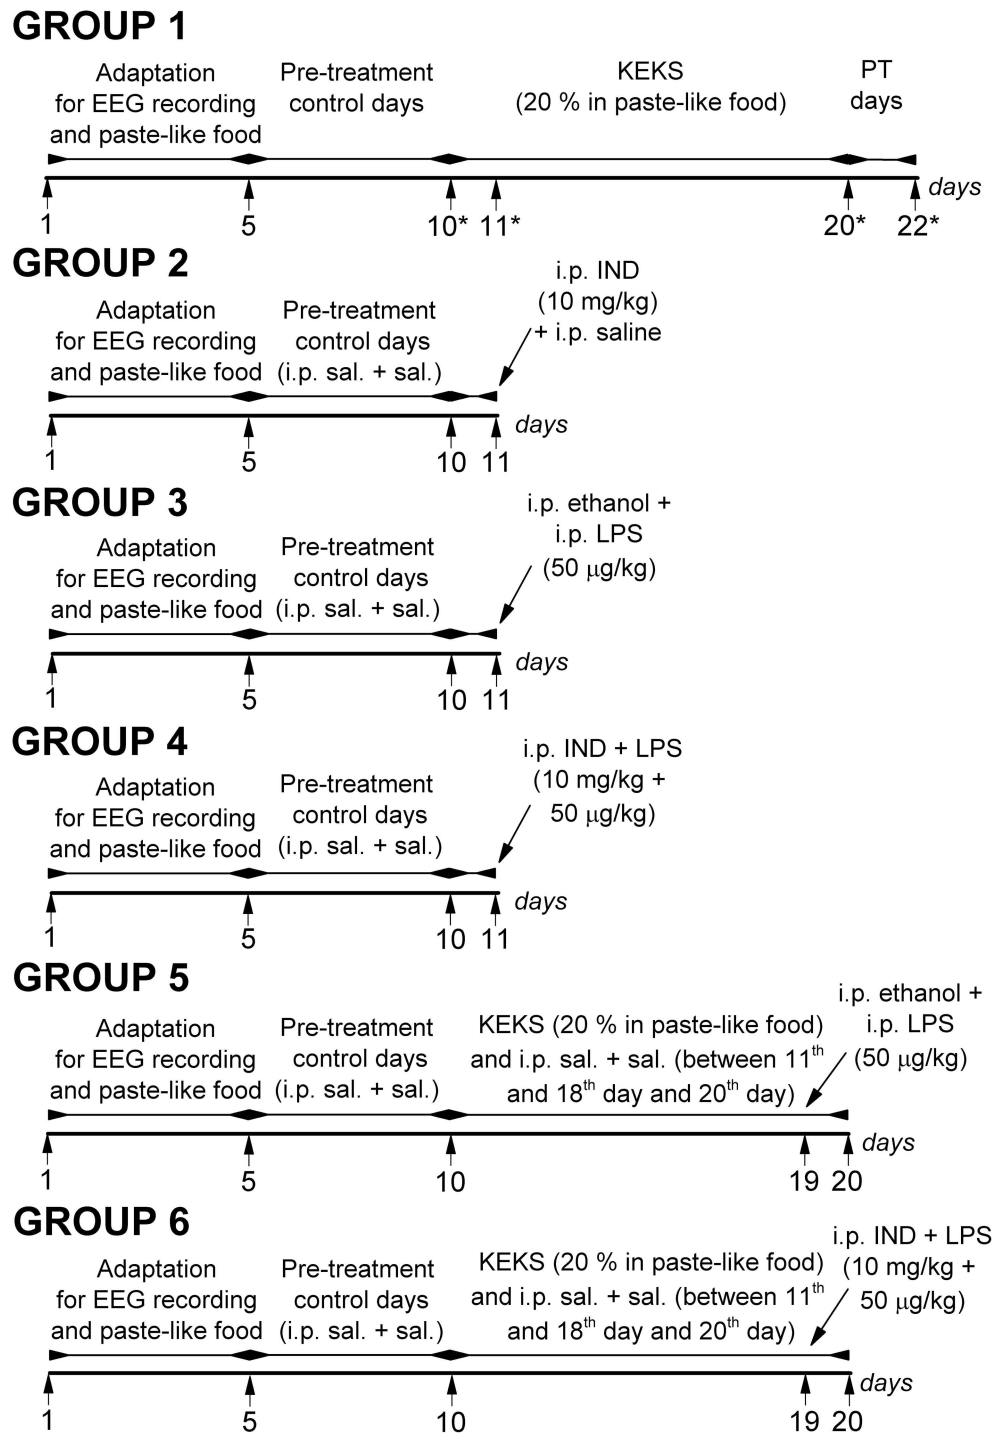 GROUP 1
Adaptation
for EEG recording
and paste-like food
Pre-treatment
control days
KEKS
(20 % in paste-like food)
PT
days
days
1 5 10* 11* 20* 22*
GROUP 2
Adaptation
for EEG recording
and paste-like food
Pre-treatment
control days
(i.p. sal. + sal.)
i.p. IND
(10 mg/kg)
+ i.p. saline
days
1 5 10 11
GROUP 3
Adaptation
for EEG recording
and paste-like food
Pre-treatment
control days
(i.p. sal. + sal.)
i.p. ethanol +
i.p. LPS
(50 μg/kg)
days
1 5 10 11
GROUP 4
Adaptation
for EEG recording
and paste-like food
Pre-treatment
control days
(i.p. sal. + sal.)
i.p. IND + LPS
(10 mg/kg +
50 μg/kg)
days
1 5 10 11
GROUP 5
Adaptation
for EEG recording
and paste-like food
Pre-treatment
control days
(i.p. sal. + sal.)
KEKS (20 % in paste-like food)
and i.p. sal. + sal. (between 11th
and 18th day and 20th day)
i.p. ethanol +
i.p. LPS
(50 μg/kg)
days
1 5 10 19 20
GROUP 6
Adaptation
for EEG recording
and paste-like food
Pre-treatment
control days
(i.p. sal. + sal.)
KEKS (20 % in paste-like food)
and i.p. sal. + sal. (between 11th
and 18th day and 20th day)
i.p. IND + LPS
(10 mg/kg +
50 μg/kg)
days
1 5 10 19 20